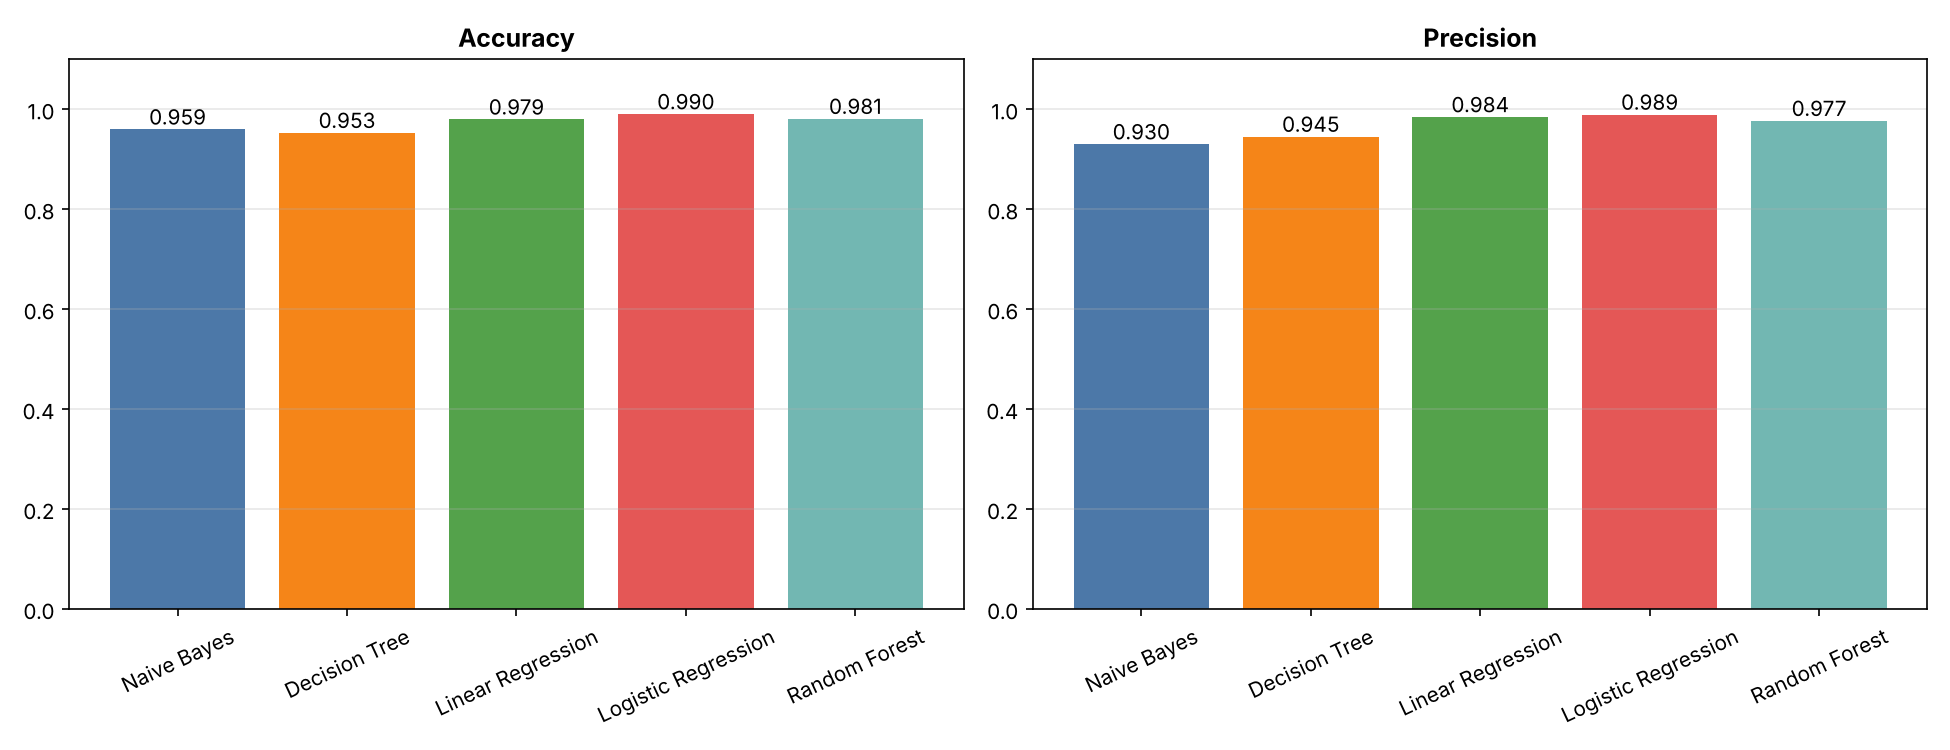 Accuracy
1.0
0.8
0.6
0.4
0.2
0.0
0.959
0.953
0.979
0.990
0.981
Naive Bayes
Decision Tree
Linear Regression
Logistic Regression
Random Forest
Precision
1.0
0.8
0.6
0.4
0.2
0.0
0.930
0.945
0.984
0.989
0.977
Naive Bayes
Decision Tree
Linear Regression
Logistic Regression
Random Forest